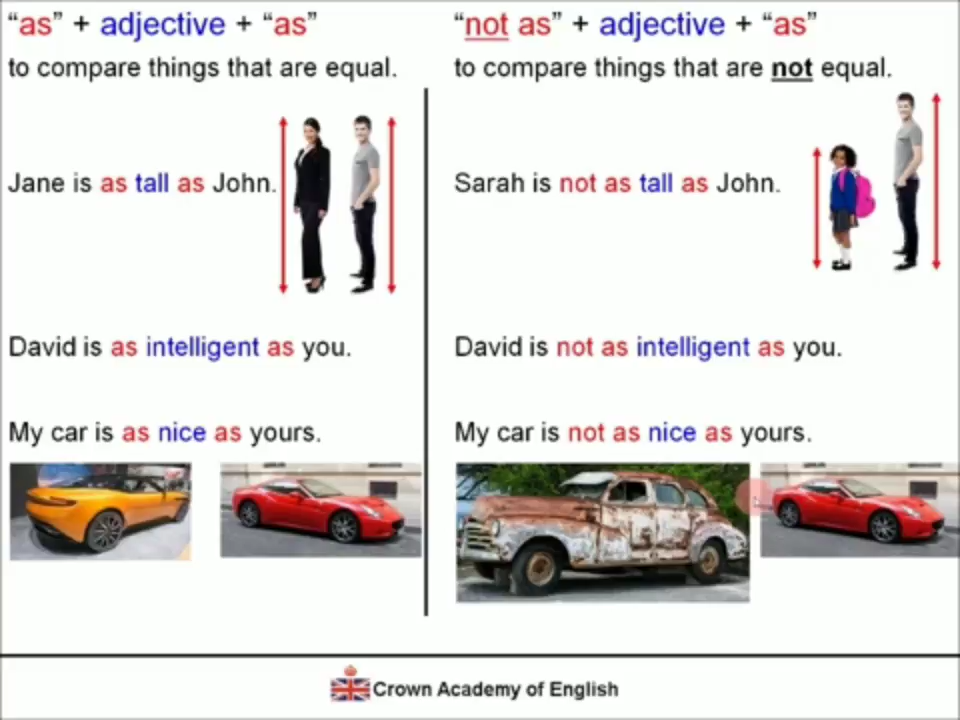 “as” + adjective + “as”
to compare things that are equal.
Jane is as tall as John.
David is as intelligent as you.
My car is as nice as yours.
“not as” + adjective + “as”
to compare things that are not equal.
Sarah is not as tall as John.
David is not as intelligent as you.
My car is not as nice as yours.
Crown Academy of English